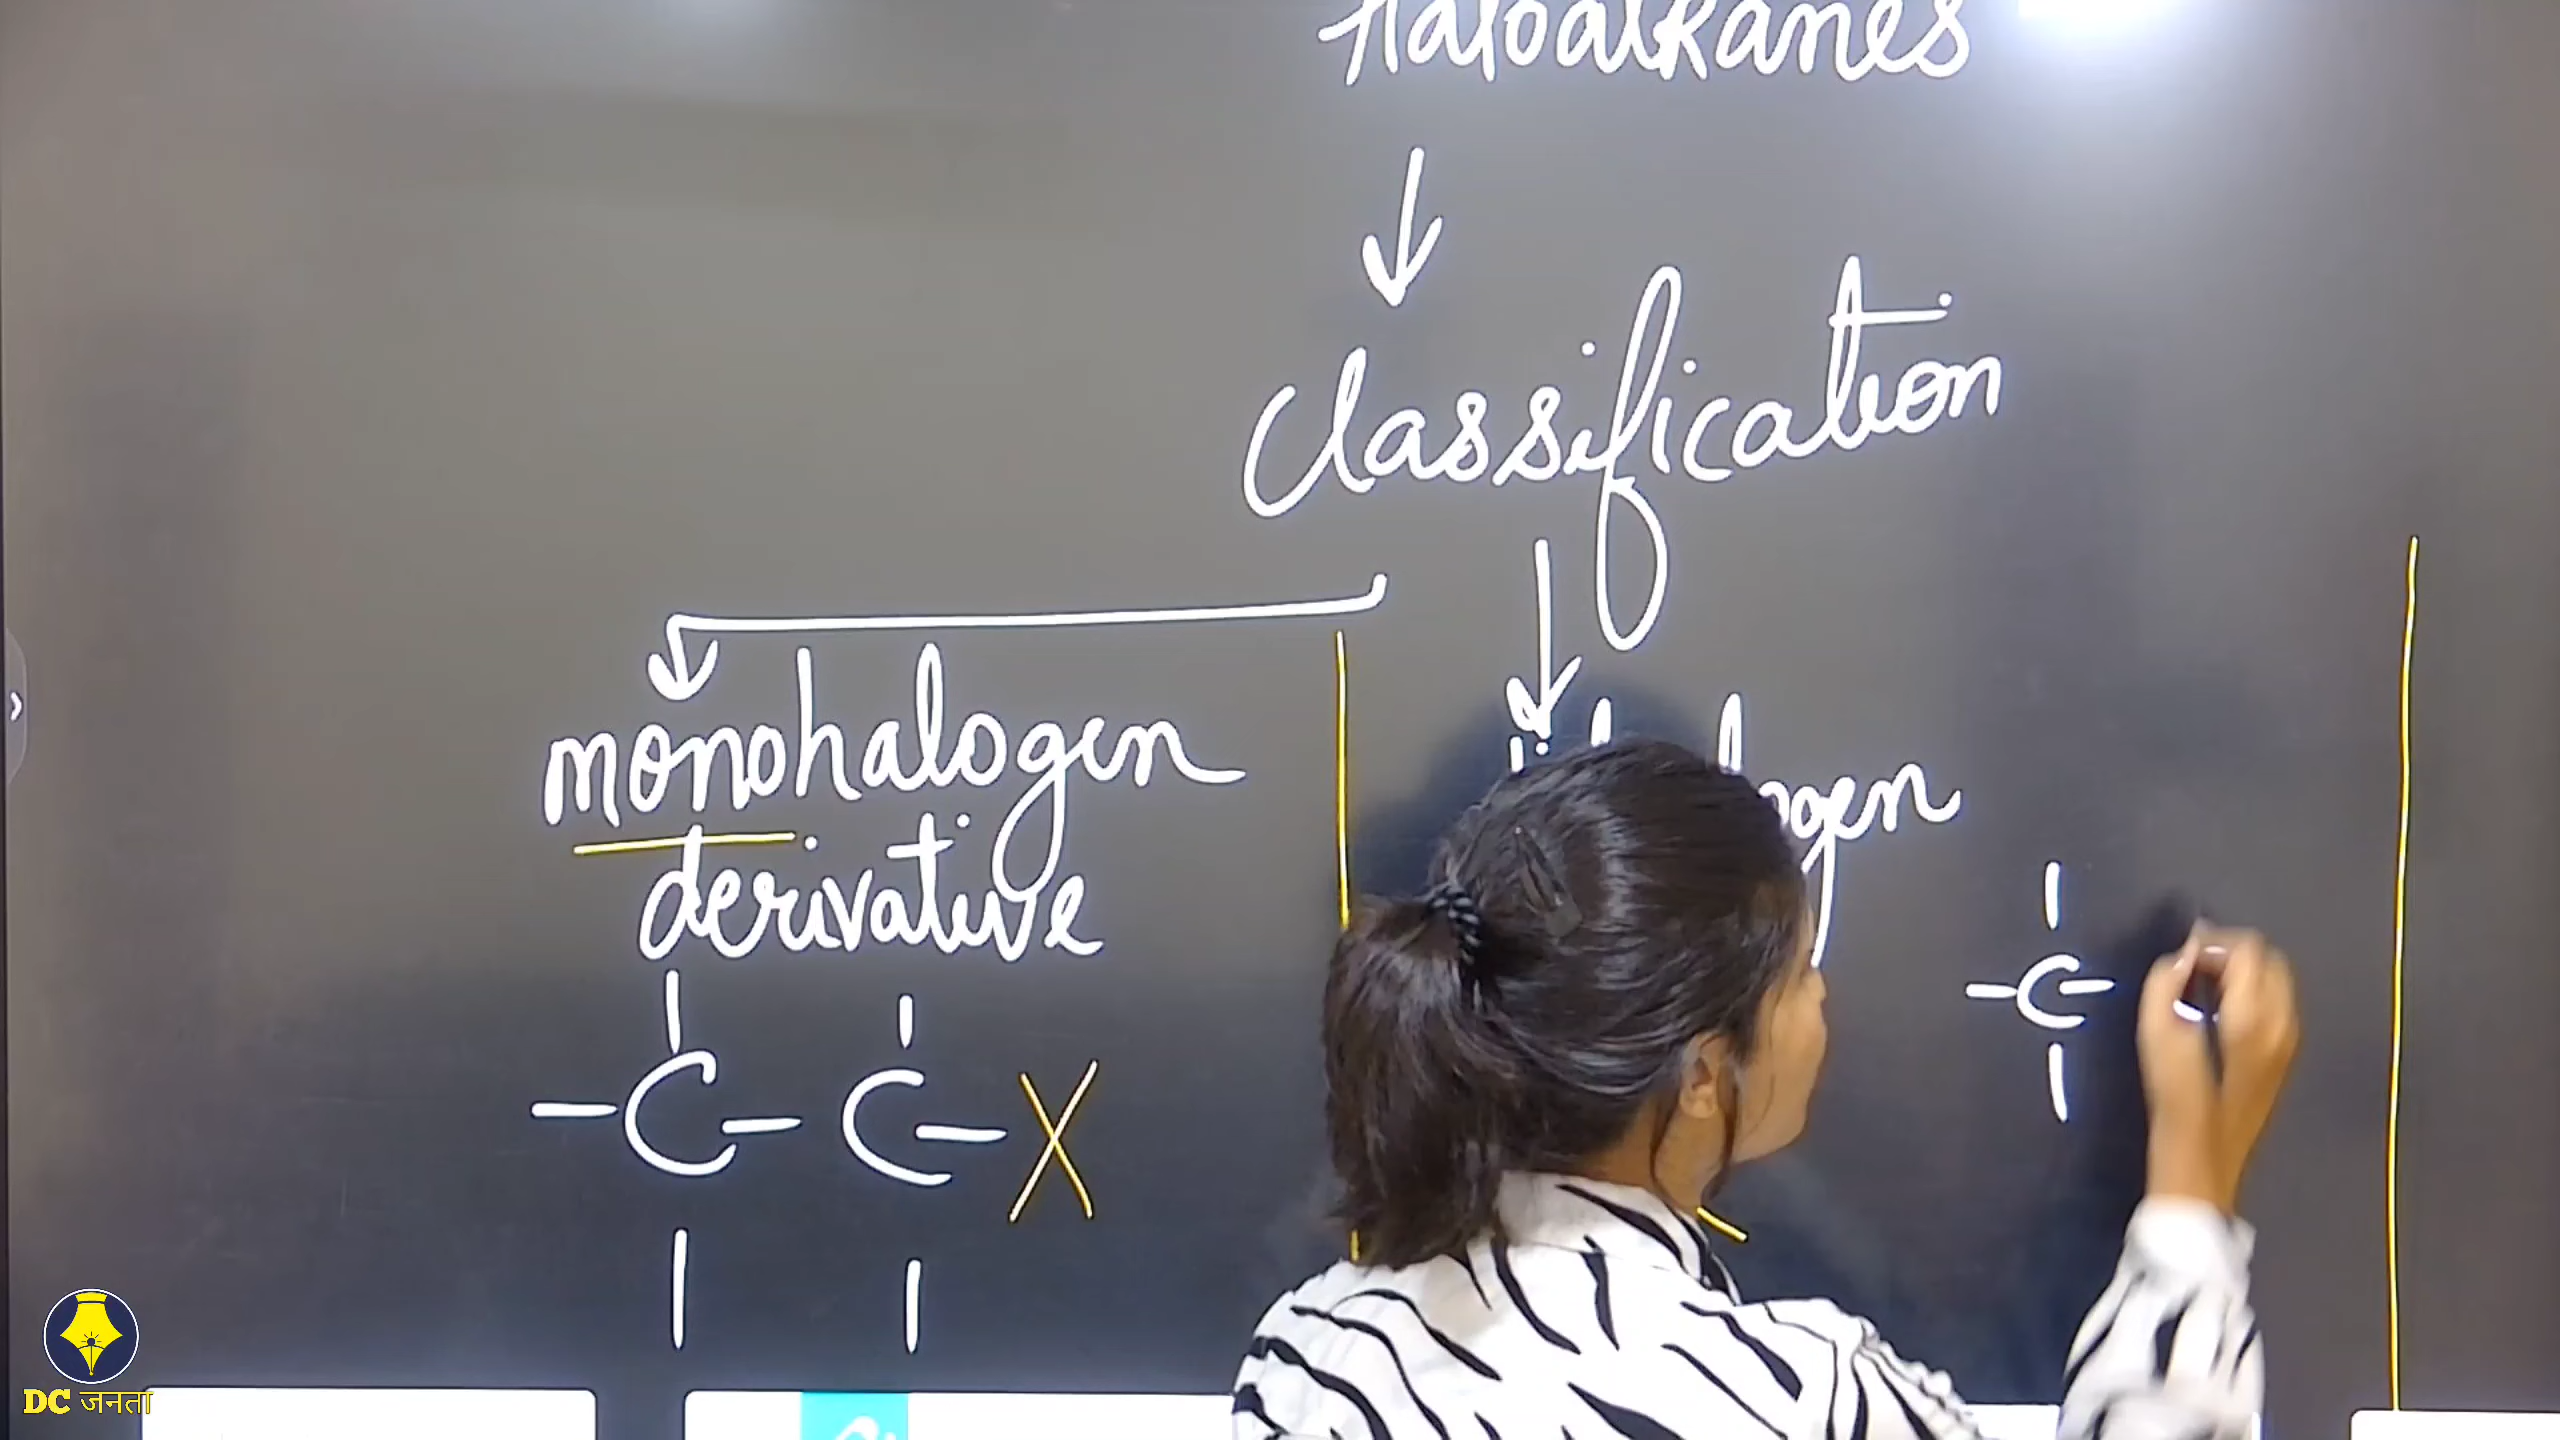 Haloalkanes
Classification
monohalogen
derivative
C C X
C
DC जनता